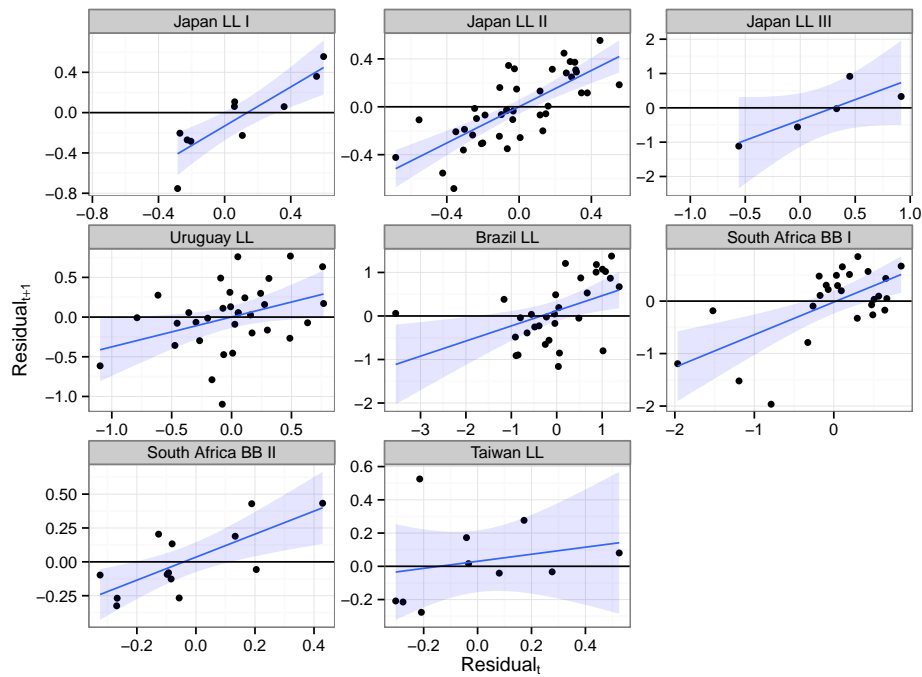 Japan LL I Japan LL II Japan LL III
0.4 0.0 −0.4 −0.8
0.4 0.0 −0.4
2 1 0 −1 −2
−0.8 −0.4 0.0 0.4
−0.4 0.0 0.4
−1.0 −0.5 0.0 0.5 1.0
Uruguay LL Brazil LL South Africa BB I
0.5 0.0 −0.5 −1.0
1 0 −1 −2
1 0 −1 −2
−1.0 −0.5 0.0 0.5
−3 −2 −1 0 1
−2 −1 0
South Africa BB II Taiwan LL
0.50 0.25 0.00 −0.25
0.6 0.4 0.2 0.0 −0.2
−0.2 0.0 0.2 0.4
−0.2 0.0 0.2 0.4
Residualt+1
Residualt